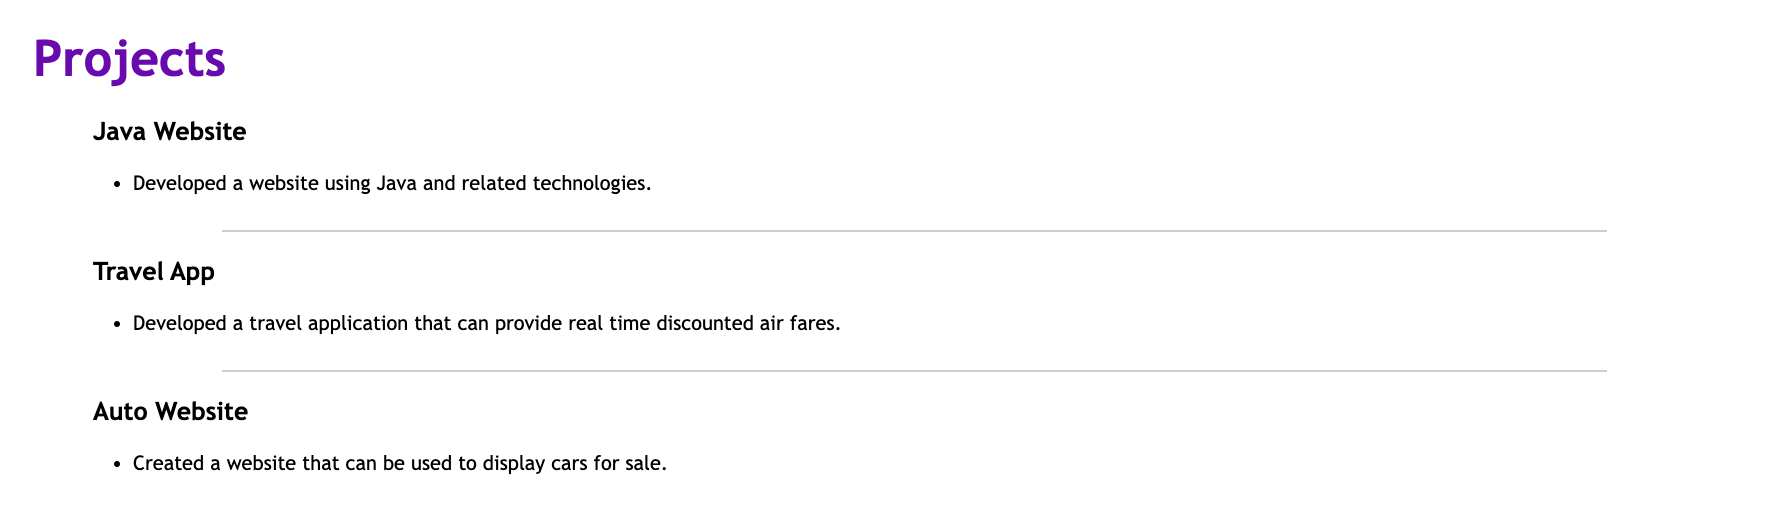 Projects
Java Website
• Developed a website using Java and related technologies.
Travel App
• Developed a travel application that can provide real time discounted air fares.
Auto Website
• Created a website that can be used to display cars for sale.